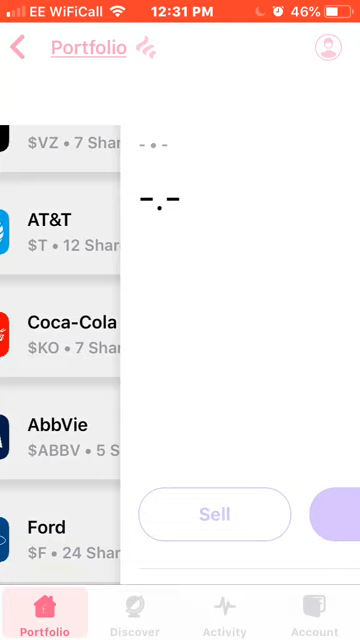 EE WiFiCall 12:31 PM 46%
Portfolio
$VZ • 7 Shar
- • -
AT&T
$T • 12 Shar
-.-
Coca-Cola
$KO • 7 Shar
AbbVie
$ABBV • 5 S
Sell
Ford
$F • 24 Shar
Portfolio Discover Activity Account